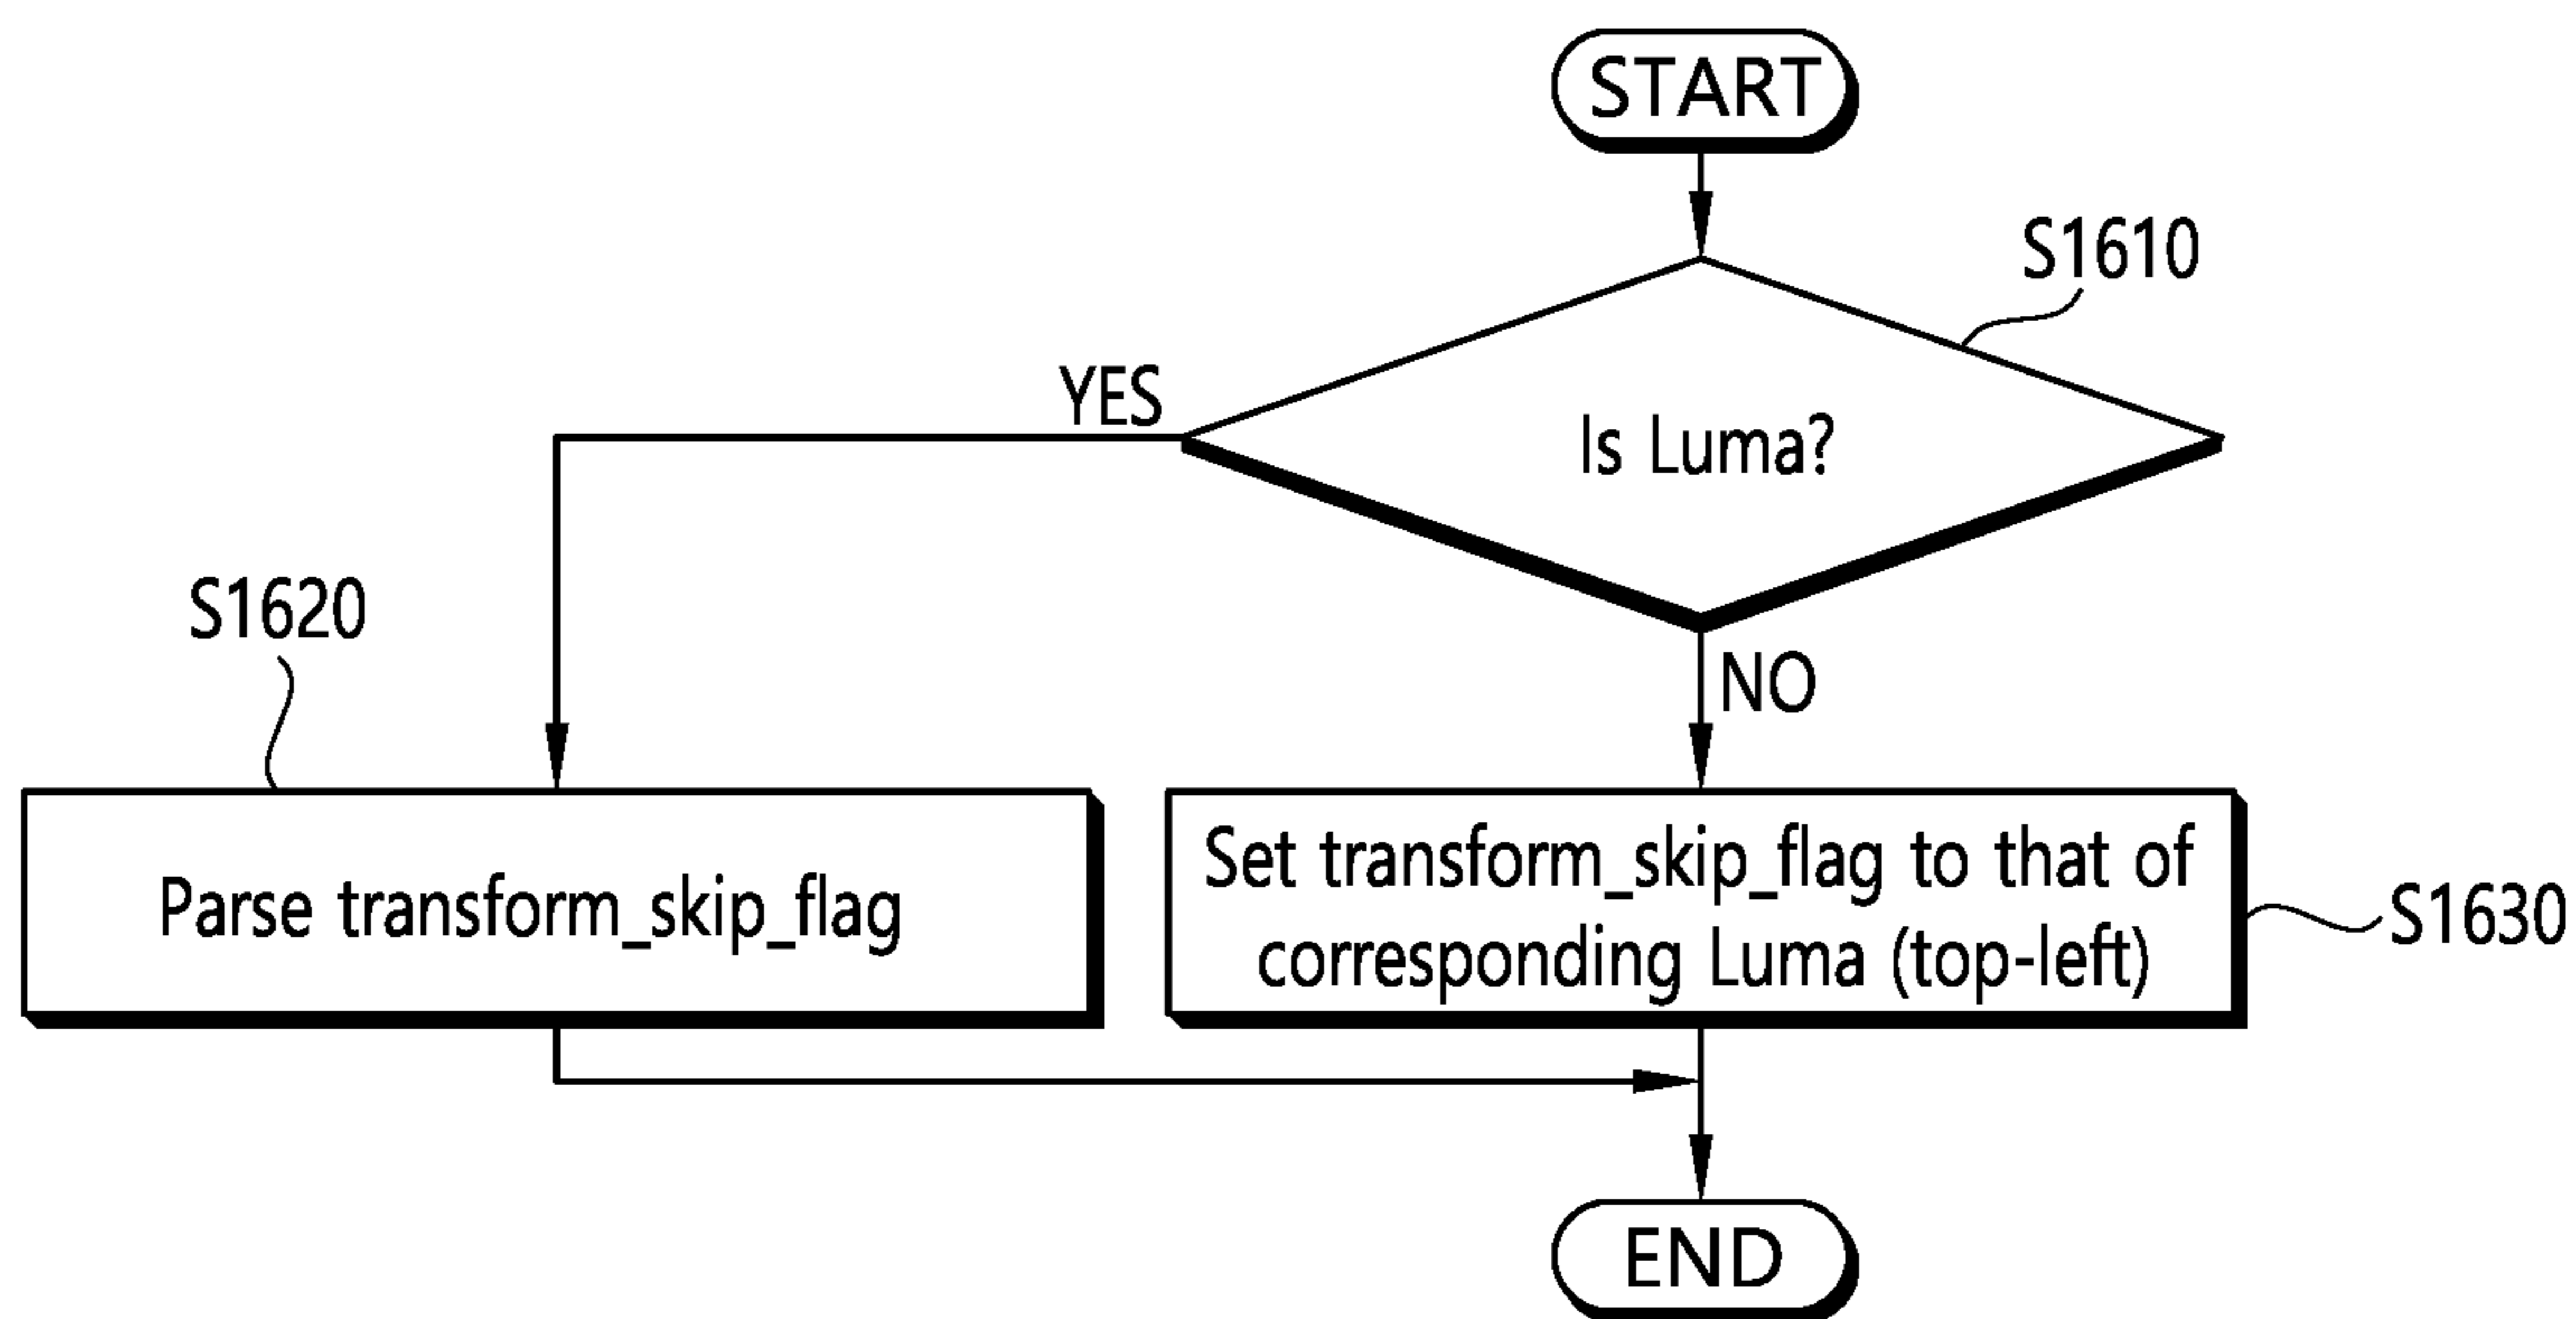 START
S1610
YES
Is Luma?
S1620
NO
Parse transform_skip_flag
Set transform_skip_flag to that of
corresponding Luma (top-left)
S1630
END